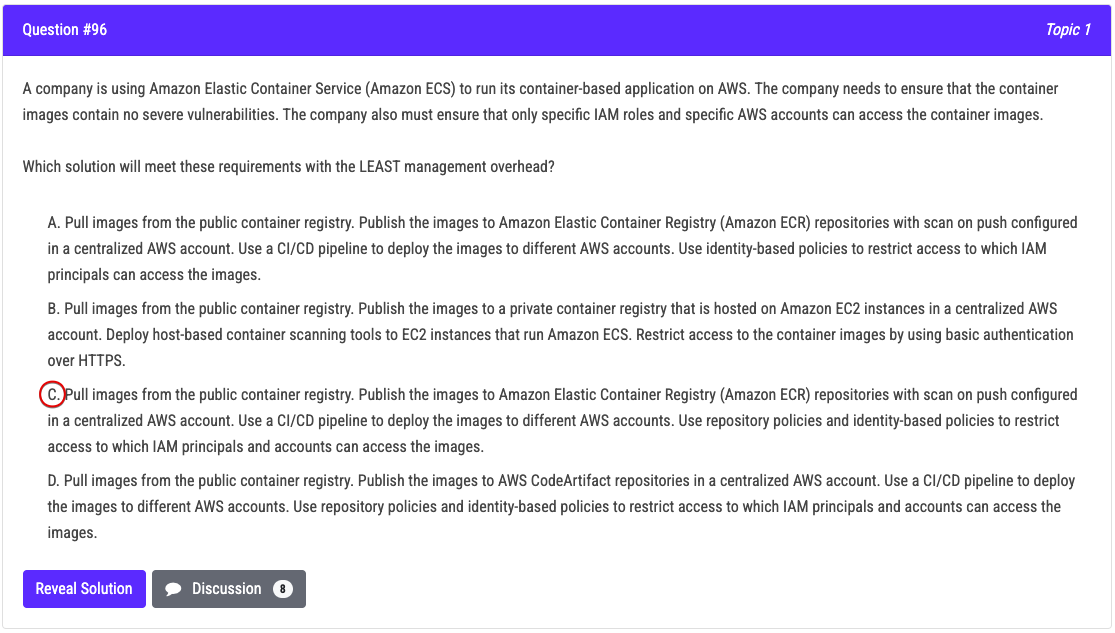 Question #96
Topic 1
A company is using Amazon Elastic Container Service (Amazon ECS) to run its container-based application on AWS. The company needs to ensure that the container
images contain no severe vulnerabilities. The company also must ensure that only specific IAM roles and specific AWS accounts can access the container images.
Which solution will meet these requirements with the LEAST management overhead?
A. Pull images from the public container registry. Publish the images to Amazon Elastic Container Registry (Amazon ECR) repositories with scan on push configured
in a centralized AWS account. Use a CI/CD pipeline to deploy the images to different AWS accounts. Use identity-based policies to restrict access to which IAM
principals can access the images.
B. Pull images from the public container registry. Publish the images to a private container registry that is hosted on Amazon EC2 instances in a centralized AWS
account. Deploy host-based container scanning tools to EC2 instances that run Amazon ECS. Restrict access to the container images by using basic authentication
over HTTPS.
C. Pull images from the public container registry. Publish the images to Amazon Elastic Container Registry (Amazon ECR) repositories with scan on push configured
in a centralized AWS account. Use a CI/CD pipeline to deploy the images to different AWS accounts. Use repository policies and identity-based policies to restrict
access to which IAM principals and accounts can access the images.
D. Pull images from the public container registry. Publish the images to AWS CodeArtifact repositories in a centralized AWS account. Use a CI/CD pipeline to deploy
the images to different AWS accounts. Use repository policies and identity-based policies to restrict access to which IAM principals and accounts can access the
images.
Reveal Solution
Discussion 8